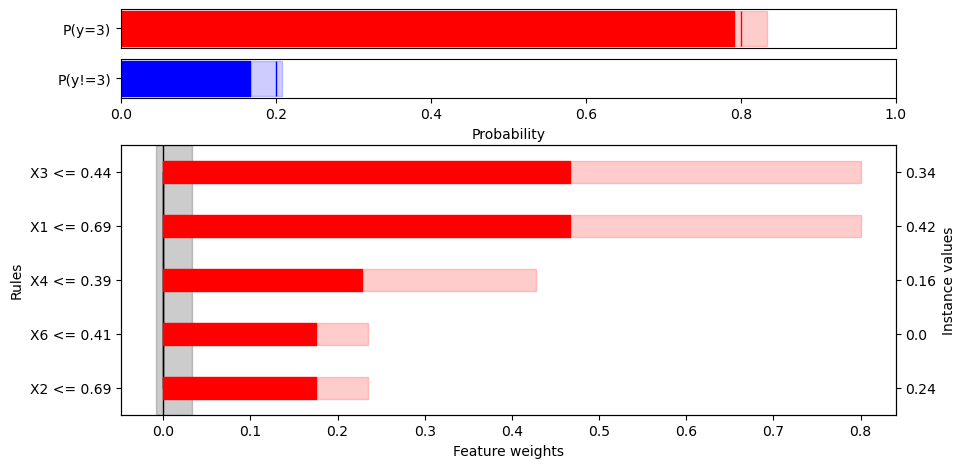 P(y=3)
P(y!=3)
0.0 0.2 0.4 0.6 0.8 1.0
Probability
X3 <= 0.44 0.34
X1 <= 0.69 0.42
X4 <= 0.39 0.16
X6 <= 0.41 0.0
X2 <= 0.69 0.24
Rules
Instance values
0.0 0.1 0.2 0.3 0.4 0.5 0.6 0.7 0.8
Feature weights